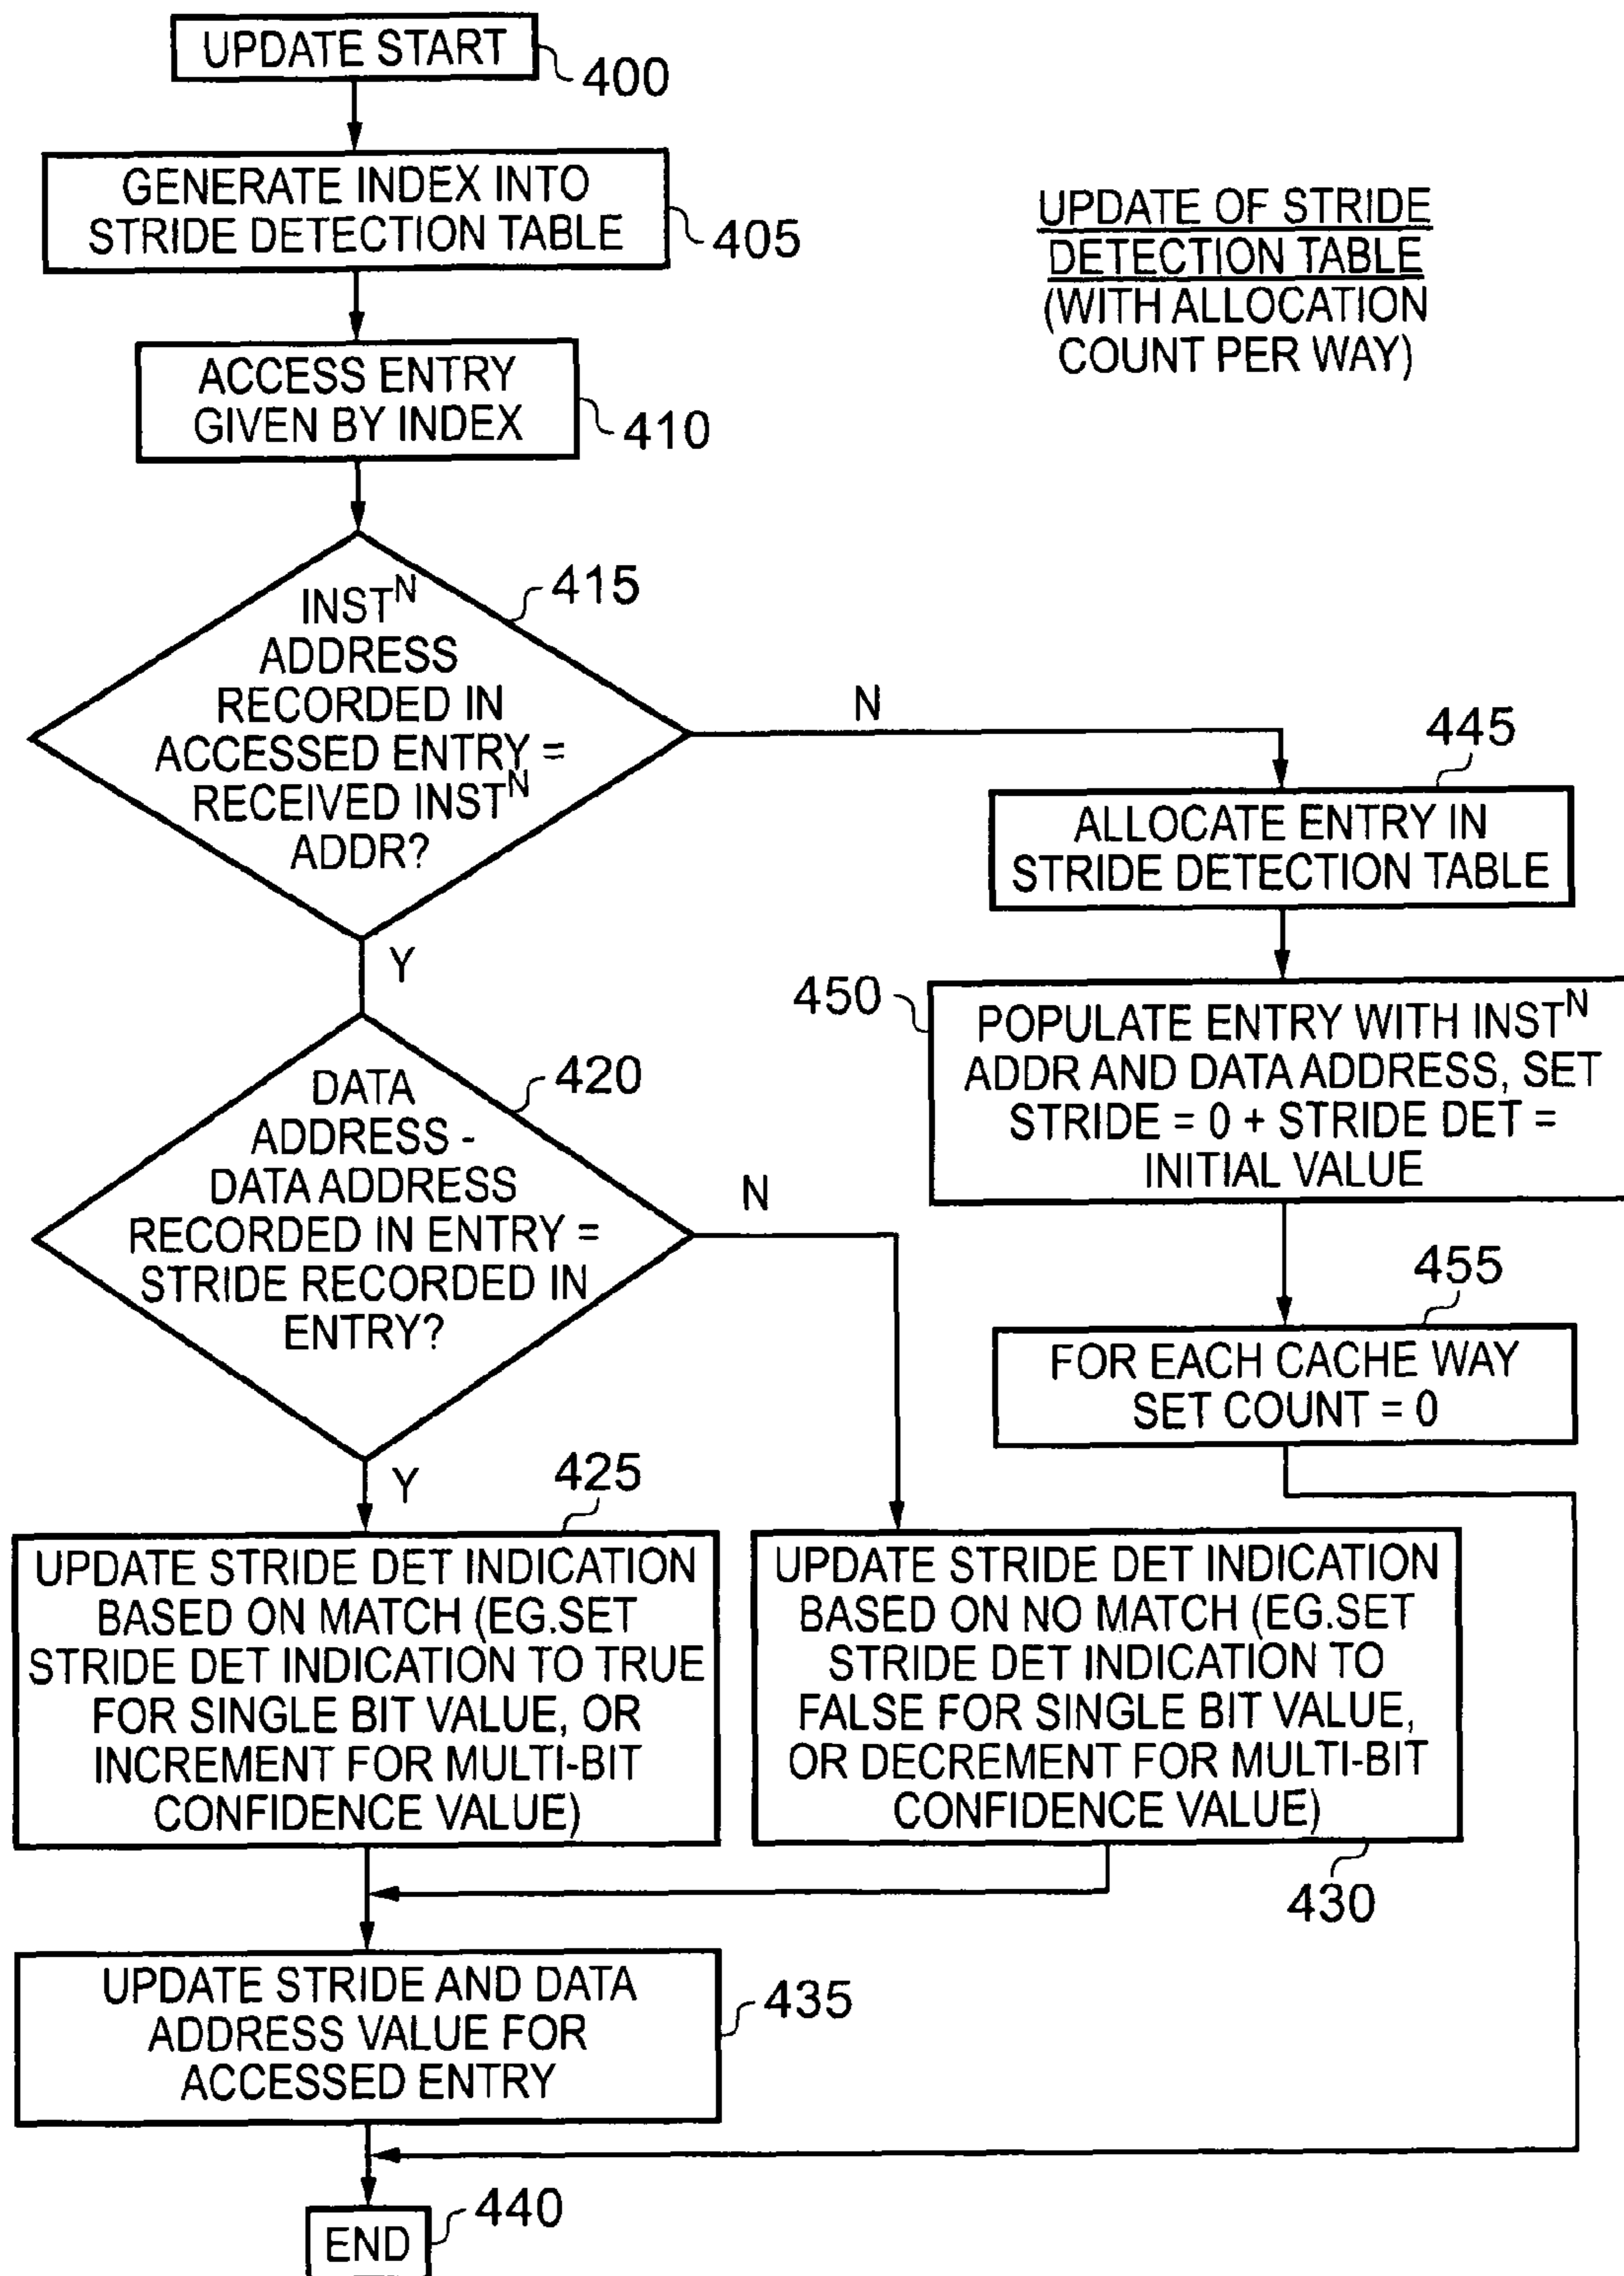 UPDATE START
400
GENERATE INDEX INTO
STRIDE DETECTION TABLE
405
UPDATE OF STRIDE
DETECTION TABLE
(WITH ALLOCATION
COUNT PER WAY)
ACCESS ENTRY
GIVEN BY INDEX
410
INST^N
ADDRESS
RECORDED IN
ACCESSED ENTRY =
RECEIVED INST^N
ADDR?
415
N
Y
445
ALLOCATE ENTRY IN
STRIDE DETECTION TABLE
450
POPULATE ENTRY WITH INST^N
ADDR AND DATA ADDRESS, SET
STRIDE = 0 + STRIDE DET =
INITIAL VALUE
DATA
ADDRESS -
DATA ADDRESS
RECORDED IN ENTRY =
STRIDE RECORDED IN
ENTRY?
420
N
Y
455
FOR EACH CACHE WAY
SET COUNT = 0
425
UPDATE STRIDE DET INDICATION
BASED ON MATCH (EG.SET
STRIDE DET INDICATION TO TRUE
FOR SINGLE BIT VALUE, OR
INCREMENT FOR MULTI-BIT
CONFIDENCE VALUE)
UPDATE STRIDE DET INDICATION
BASED ON NO MATCH (EG.SET
STRIDE DET INDICATION TO
FALSE FOR SINGLE BIT VALUE,
OR DECREMENT FOR MULTI-BIT
CONFIDENCE VALUE)
430
UPDATE STRIDE AND DATA
ADDRESS VALUE FOR
ACCESSED ENTRY
435
END
440